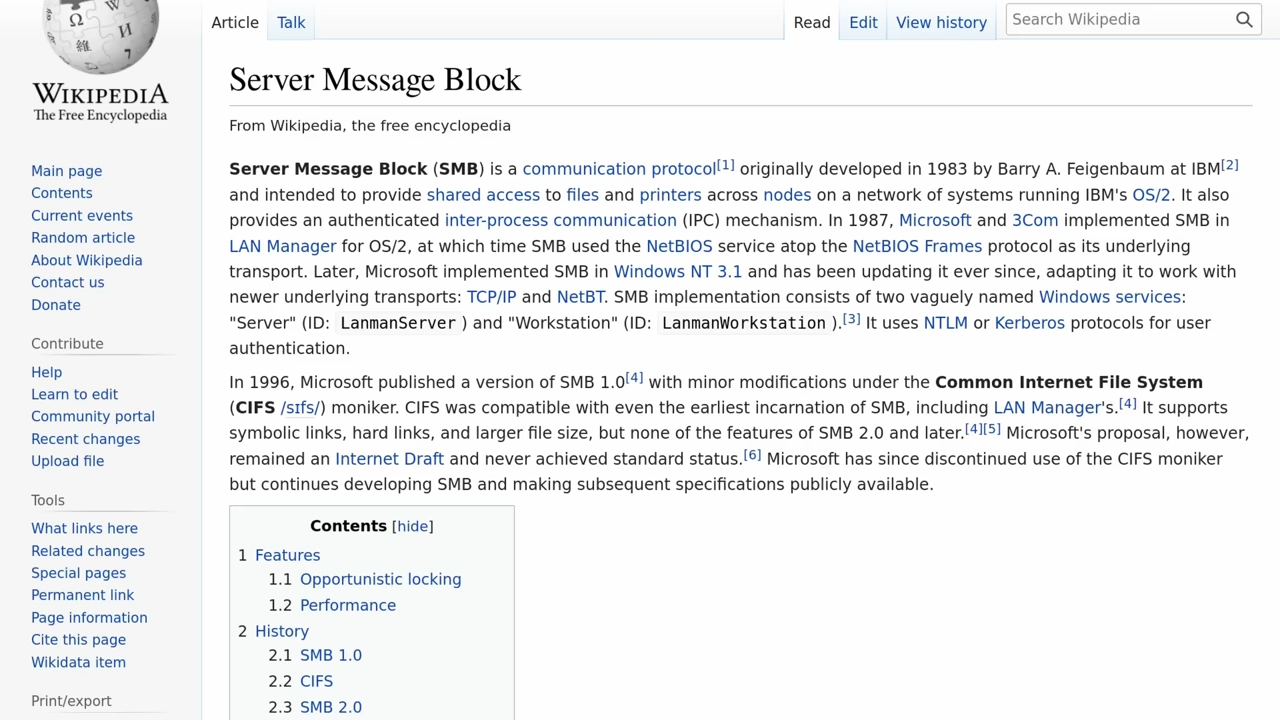 Article Talk Read Edit View history Search Wikipedia
WIKIPEDIA
The Free Encyclopedia
Main page
Contents
Current events
Random article
About Wikipedia
Contact us
Donate
Contribute
Help
Learn to edit
Community portal
Recent changes
Upload file
Tools
What links here
Related changes
Special pages
Permanent link
Page information
Cite this page
Wikidata item
Print/export
Server Message Block
From Wikipedia, the free encyclopedia
Server Message Block (SMB) is a communication protocol[1] originally developed in 1983 by Barry A. Feigenbaum at IBM[2]
and intended to provide shared access to files and printers across nodes on a network of systems running IBM's OS/2. It also
provides an authenticated inter-process communication (IPC) mechanism. In 1987, Microsoft and 3Com implemented SMB in
LAN Manager for OS/2, at which time SMB used the NetBIOS service atop the NetBIOS Frames protocol as its underlying
transport. Later, Microsoft implemented SMB in Windows NT 3.1 and has been updating it ever since, adapting it to work with
newer underlying transports: TCP/IP and NetBT. SMB implementation consists of two vaguely named Windows services:
"Server" (ID: LanmanServer ) and "Workstation" (ID: LanmanWorkstation ).[3] It uses NTLM or Kerberos protocols for user
authentication.
In 1996, Microsoft published a version of SMB 1.0[4] with minor modifications under the Common Internet File System
(CIFS /sɪfs/) moniker. CIFS was compatible with even the earliest incarnation of SMB, including LAN Manager's.[4] It supports
symbolic links, hard links, and larger file size, but none of the features of SMB 2.0 and later.[4][5] Microsoft's proposal, however,
remained an Internet Draft and never achieved standard status.[6] Microsoft has since discontinued use of the CIFS moniker
but continues developing SMB and making subsequent specifications publicly available.
Contents [hide]
1 Features
1.1 Opportunistic locking
1.2 Performance
2 History
2.1 SMB 1.0
2.2 CIFS
2.3 SMB 2.0